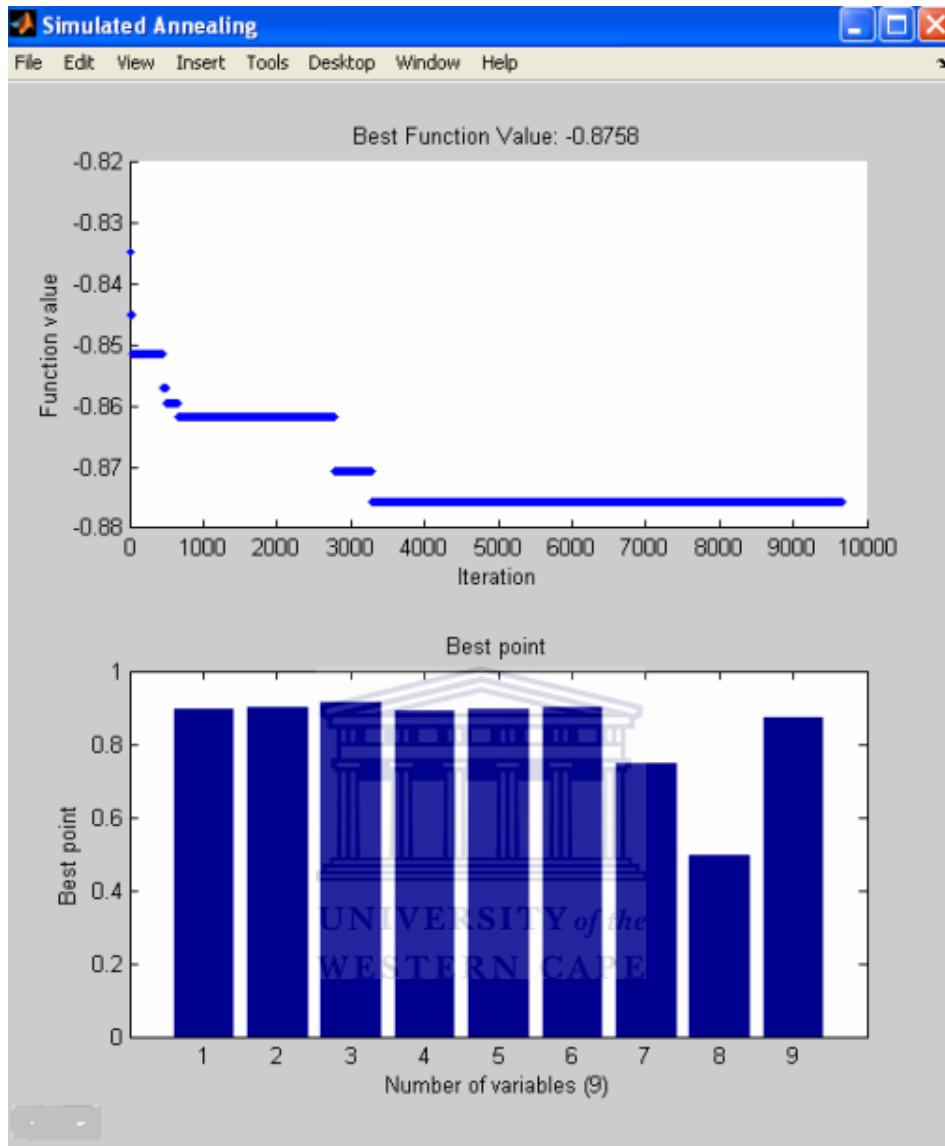 Simulated Annealing
File Edit View Insert Tools Desktop Window Help
Best Function Value: -0.8758
-0.82
-0.83
-0.84
-0.85
-0.86
-0.87
-0.88
Function value
0 1000 2000 3000 4000 5000 6000 7000 8000 9000 10000
Iteration
Best point
1
0.8
0.6
0.4
0.2
0
Best point
UNIVERSITY of the
WESTERN CAPE
1 2 3 4 5 6 7 8 9
Number of variables (9)